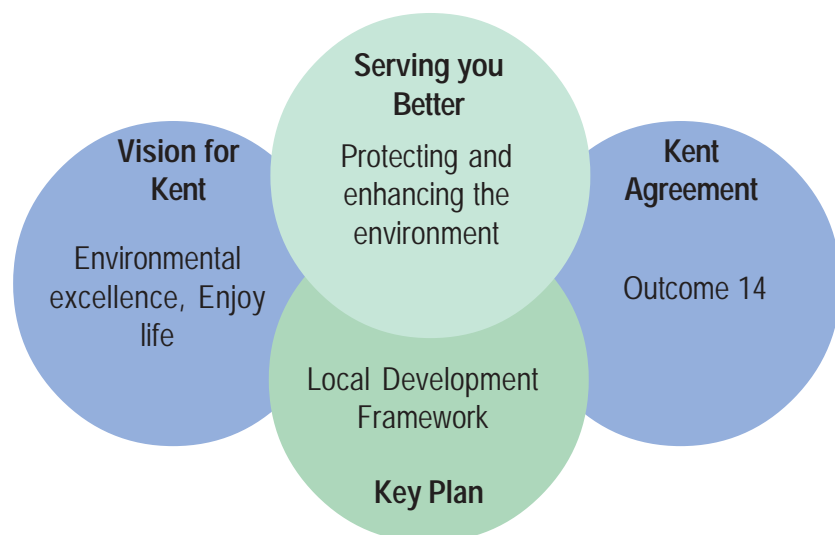 Serving you
Better
Protecting and
enhancing the
environment
Vision for
Kent
Environmental
excellence, Enjoy
life
Kent
Agreement
Outcome 14
Local Development
Framework
Key Plan